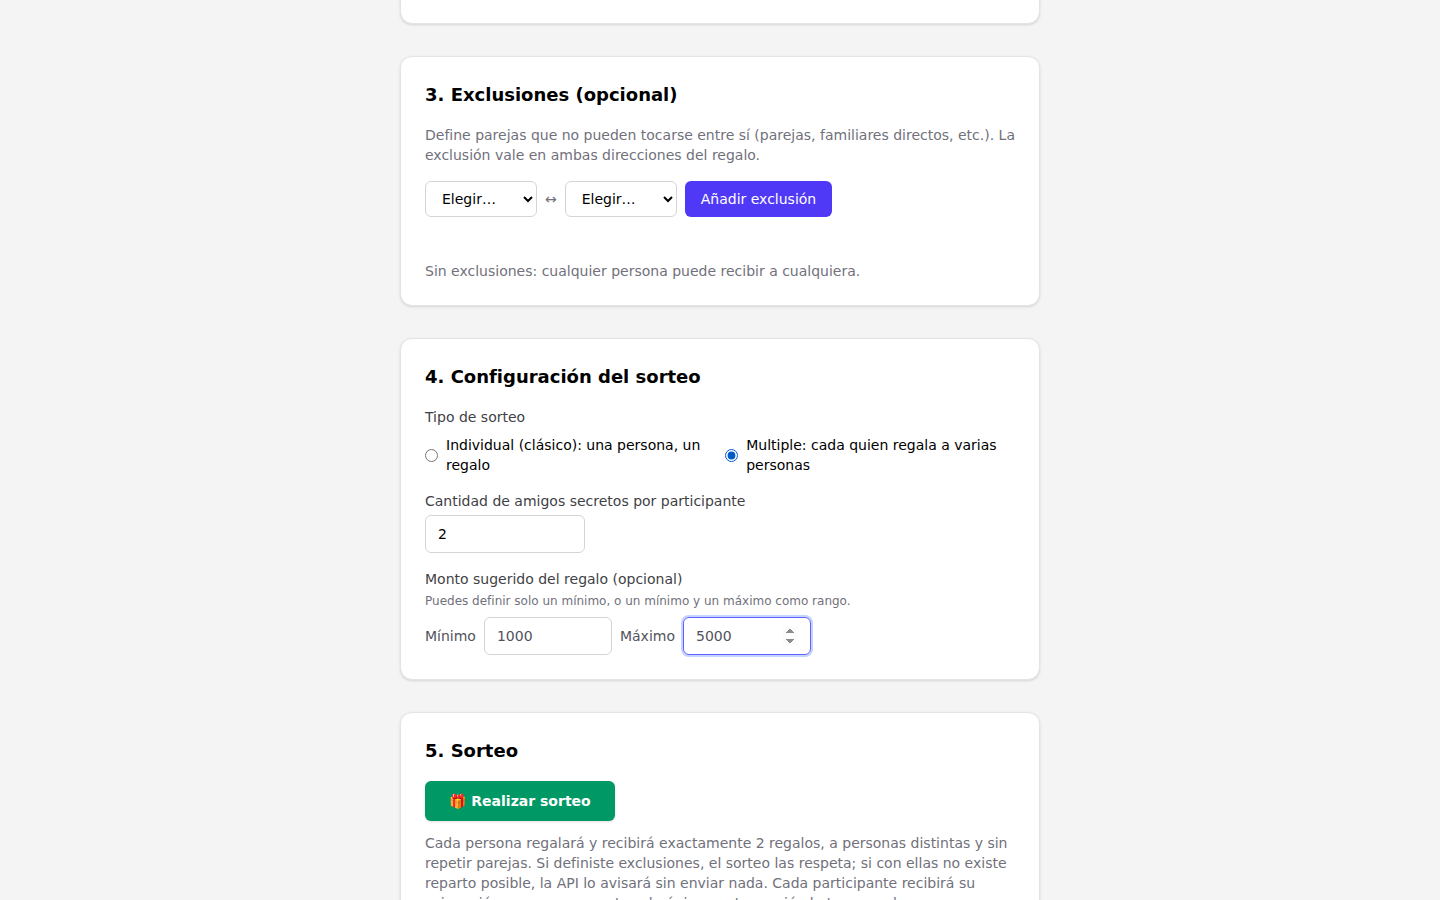 3. Exclusiones (opcional)
Define parejas que no pueden tocarse entre sí (parejas, familiares directos, etc.). La
exclusión vale en ambas direcciones del regalo.
Elegir... ↔ Elegir... Añadir exclusión
Sin exclusiones: cualquier persona puede recibir a cualquiera.
4. Configuración del sorteo
Tipo de sorteo
Individual (clásico): una persona, un
regalo
Multiple: cada quien regala a varias
personas
Cantidad de amigos secretos por participante
2
Monto sugerido del regalo (opcional)
Puedes definir solo un mínimo, o un mínimo y un máximo como rango.
Mínimo 1000 Máximo 5000
5. Sorteo
🎁 Realizar sorteo
Cada persona regalará y recibirá exactamente 2 regalos, a personas distintas y sin
repetir parejas. Si definiste exclusiones, el sorteo las respeta; si con ellas no existe
reparto posible, la API lo avisará sin enviar nada. Cada participante recibirá su